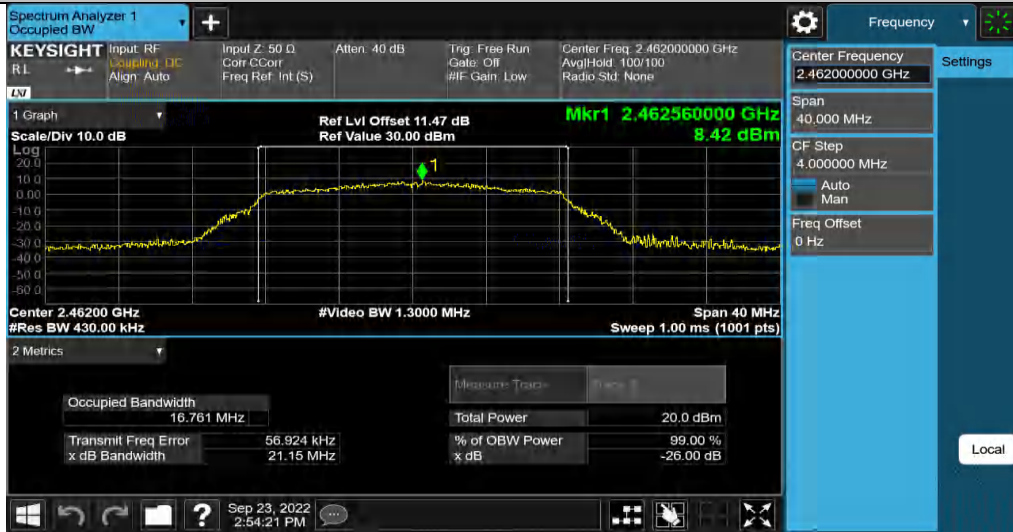 Spectrum Analyzer 1
Occupied BW
+
Frequency
KEYSIGHT
RL
LXI
Input: RF
Coupling: DC
Align: Auto
Input Z: 50 Ω
Corr CCorr
Freq Ref: Int (S)
Atten: 40 dB
Trig: Free Run
Gate: Off
#IF Gain: Low
Center Freq: 2.462000000 GHz
Avg|Hold: 100/100
Radio Std: None
Center Frequency
2.462000000 GHz
Settings
Span
40.000 MHz
CF Step
4.000000 MHz
Auto
Man
Freq Offset
0 Hz
Local
1 Graph
Scale/Div 10.0 dB
Ref Lvl Offset 11.47 dB
Ref Value 30.00 dBm
Mkr1 2.462560000 GHz
8.42 dBm
Log
20.0
10.0
0.00
-10.0
-20.0
-30.0
-40.0
-50.0
-60.0
1
Center 2.46200 GHz
#Res BW 430.00 kHz
#Video BW 1.3000 MHz
Span 40 MHz
Sweep 1.00 ms (1001 pts)
2 Metrics
Measure Trace
Trace 1
Occupied Bandwidth
16.761 MHz
Total Power
20.0 dBm
Transmit Freq Error
56.924 kHz
% of OBW Power
99.00 %
x dB Bandwidth
21.15 MHz
x dB
-26.00 dB
?
Sep 23, 2022
2:54:21 PM